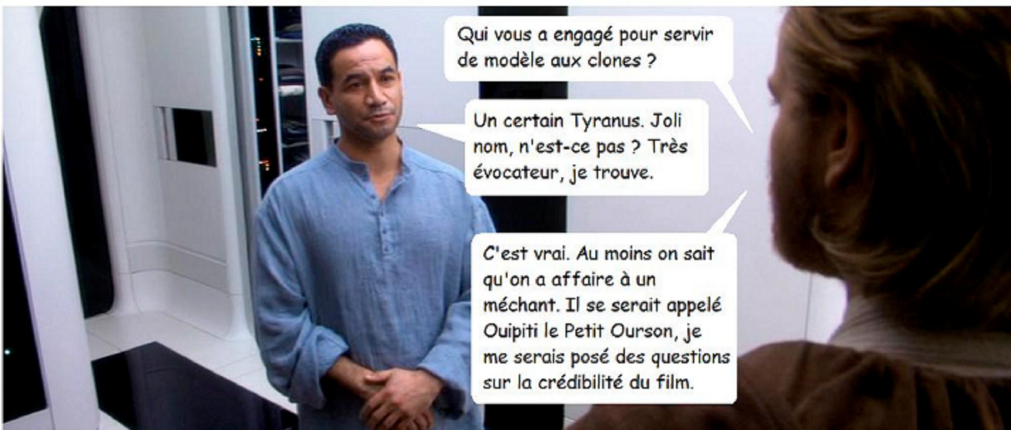 Qui vous a engagé pour servir
de modèle aux clones ?
Un certain Tyranus. Joli
nom, n'est-ce pas ? Très
évocateur, je trouve.
C'est vrai. Au moins on sait
qu'on a affaire à un
méchant. Il se serait appelé
Ouipiti le Petit Ourson, je
me serais posé des questions
sur la crédibilité du film.